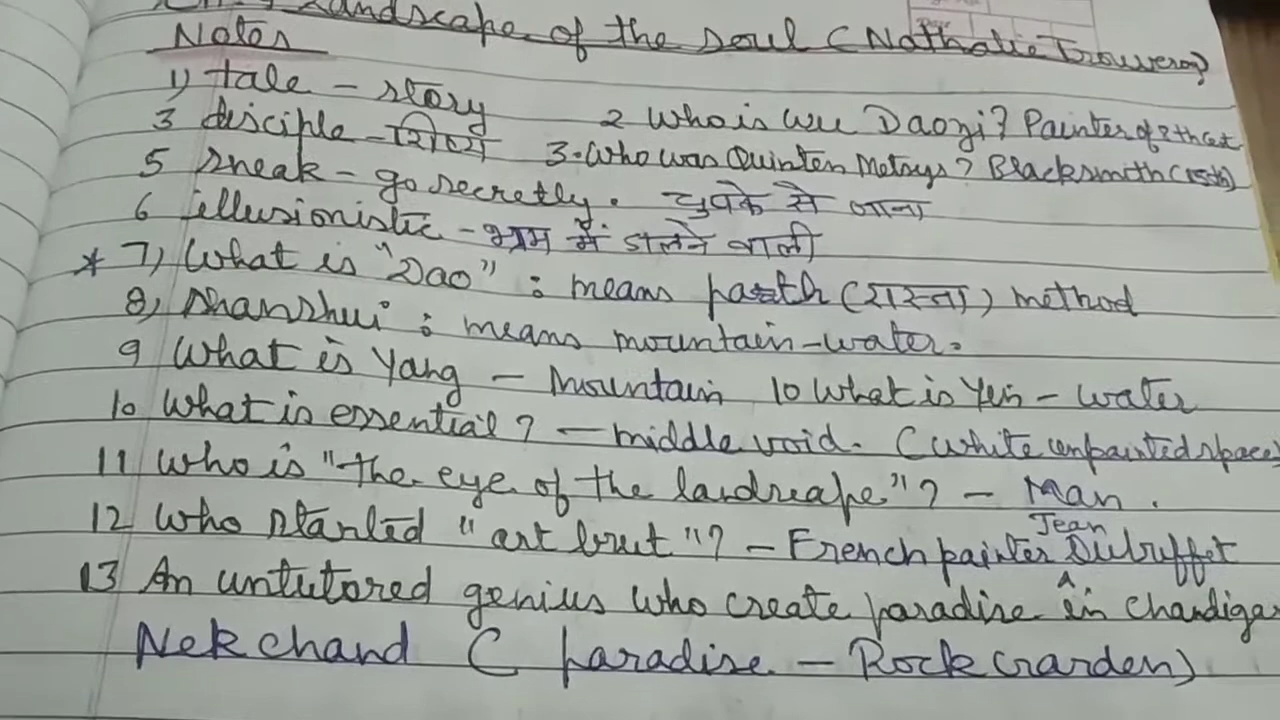 Landscape of the soul (Nathalie Trouveroy)
Notes
1) tale - story
2 Who is wu Daozi? Painter of 8th cent
3 disciple - शिष्य
3. Who was Quinten Metsys? Blacksmith (15th)
5 sneak - go secretly. चुपके से जाना
6 illusionistic - भ्रम में डालने वाली
* 7) What is "Dao" : means path (रास्ता) method
8) Shanshui : means mountain-water.
9 What is Yang - Mountain 10 What is Yin - water
10 What is essential? - middle void. (white unpainted space)
11 Who is "the eye of the landscape"? - Man.
12 Who started "art brut"? - French painter Jean Dubuffet
13 An untutored genius who create paradise in chandiga
Nekchand ( paradise - Rock Garden)